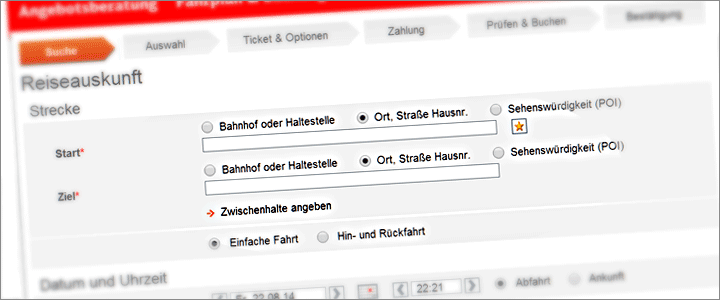 Angebotsberatung
Suche
Auswahl
Ticket & Optionen
Zahlung
Prüfen & Buchen
Bestätigung
Reiseauskunft
Strecke
Bahnhof oder Haltestelle Ort, Straße Hausnr. Sehenswürdigkeit (POI)
Start*
Bahnhof oder Haltestelle Ort, Straße Hausnr. Sehenswürdigkeit (POI)
Ziel*
Zwischenhalte angeben
Einfache Fahrt Hin- und Rückfahrt
Datum und Uhrzeit
Fr, 22.08.14 22:21 Abfahrt Ankunft